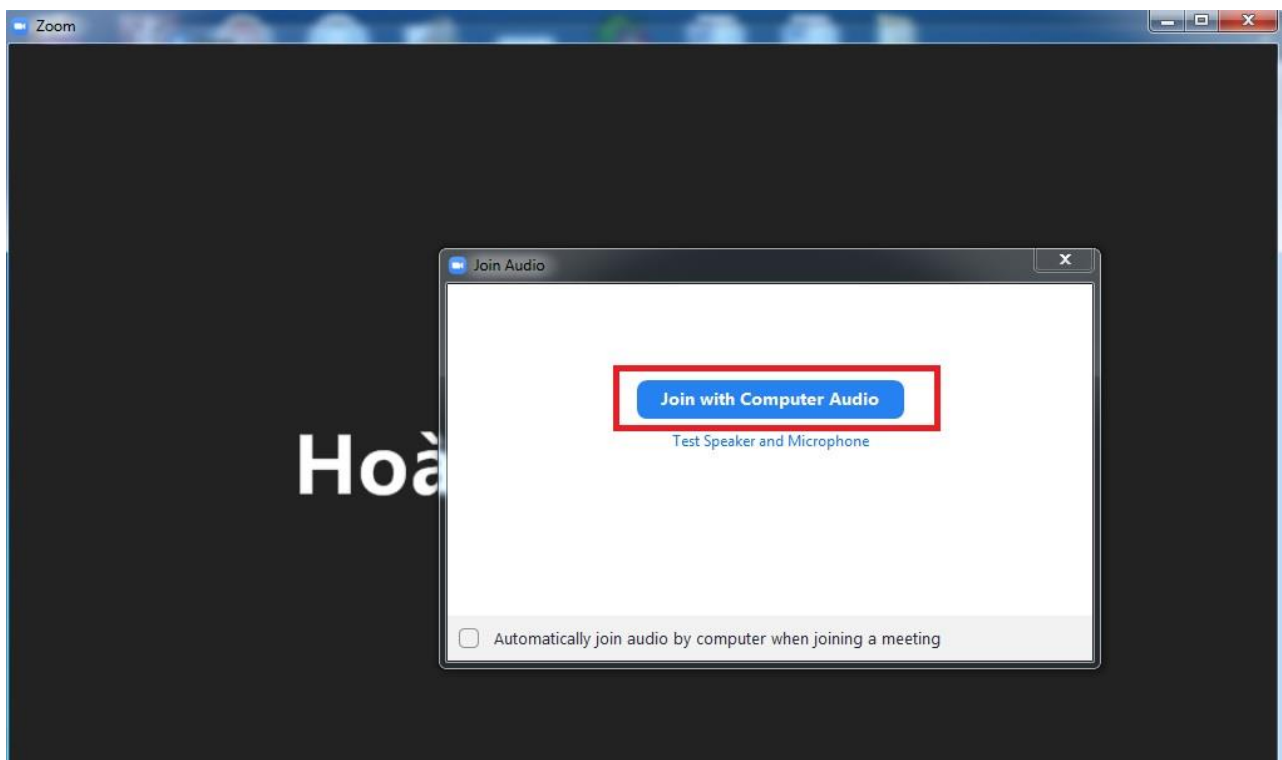 Zoom
Join Audio
Join with Computer Audio
Test Speaker and Microphone
Hoà
Automatically join audio by computer when joining a meeting